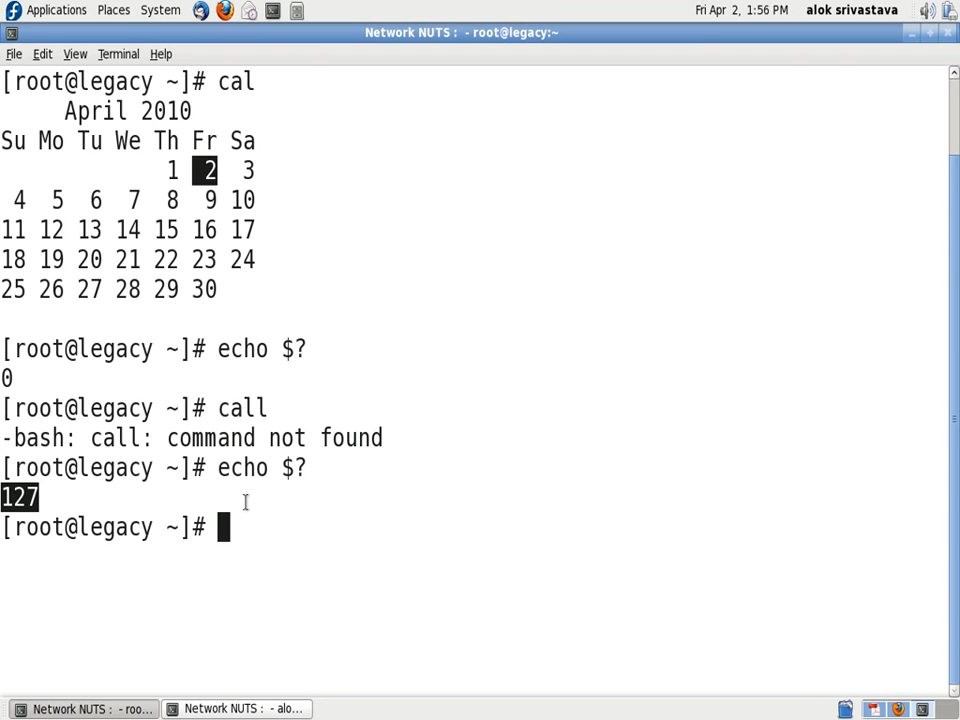 Applications Places System Fri Apr 2, 1:56 PM alok srivastava
Network NUTS : - root@legacy:~
File Edit View Terminal Help
[root@legacy ~]# cal
April 2010
Su Mo Tu We Th Fr Sa
1 2 3
4 5 6 7 8 9 10
11 12 13 14 15 16 17
18 19 20 21 22 23 24
25 26 27 28 29 30
[root@legacy ~]# echo $?
0
[root@legacy ~]# call
-bash: call: command not found
[root@legacy ~]# echo $?
127
[root@legacy ~]#
Network NUTS : - roo... Network NUTS : - alo...